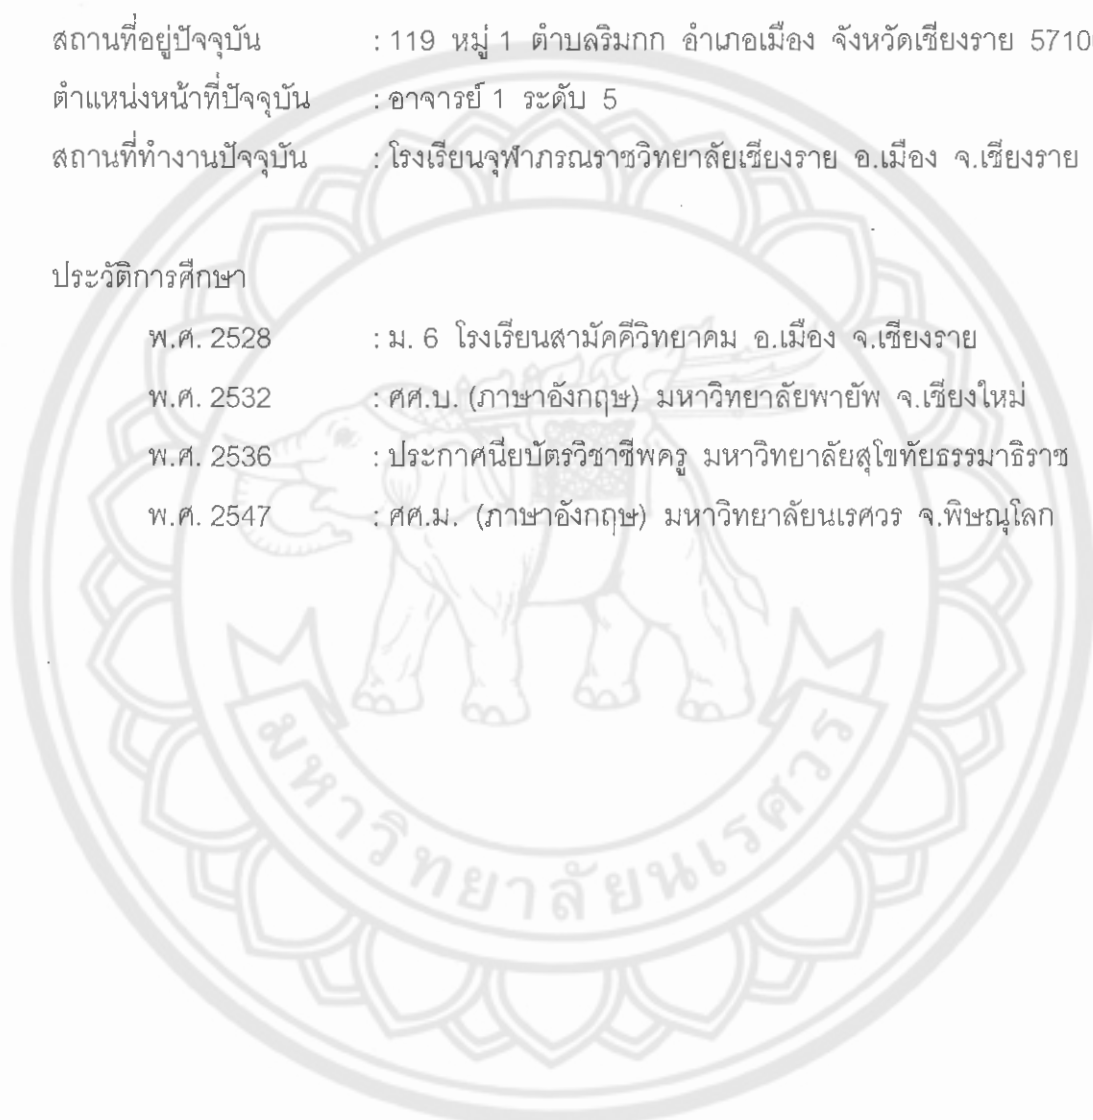 สถานที่อยู่ปัจจุบัน : 119 หมู่ 1 ตำบลริมกก อำเภอเมือง จังหวัดเชียงราย 5710
ตำแหน่งหน้าที่ปัจจุบัน : อาจารย์ 1 ระดับ 5
สถานที่ทำงานปัจจุบัน : โรงเรียนจุฬาภรณราชวิทยาลัยเชียงราย อ.เมือง จ.เชียงราย
ประวัติการศึกษา
พ.ศ. 2528 : ม. 6 โรงเรียนสามัคคีวิทยาคม อ.เมือง จ.เชียงราย
พ.ศ. 2532 : ศศ.บ. (ภาษาอังกฤษ) มหาวิทยาลัยพายัพ จ.เชียงใหม่
พ.ศ. 2536 : ประกาศนียบัตรวิชาชีพครู มหาวิทยาลัยสุโขทัยธรรมาธิราช
พ.ศ. 2547 : ศศ.ม. (ภาษาอังกฤษ) มหาวิทยาลัยนเรศวร จ.พิษณุโลก
มหาวิทยาลัยนเรศวร